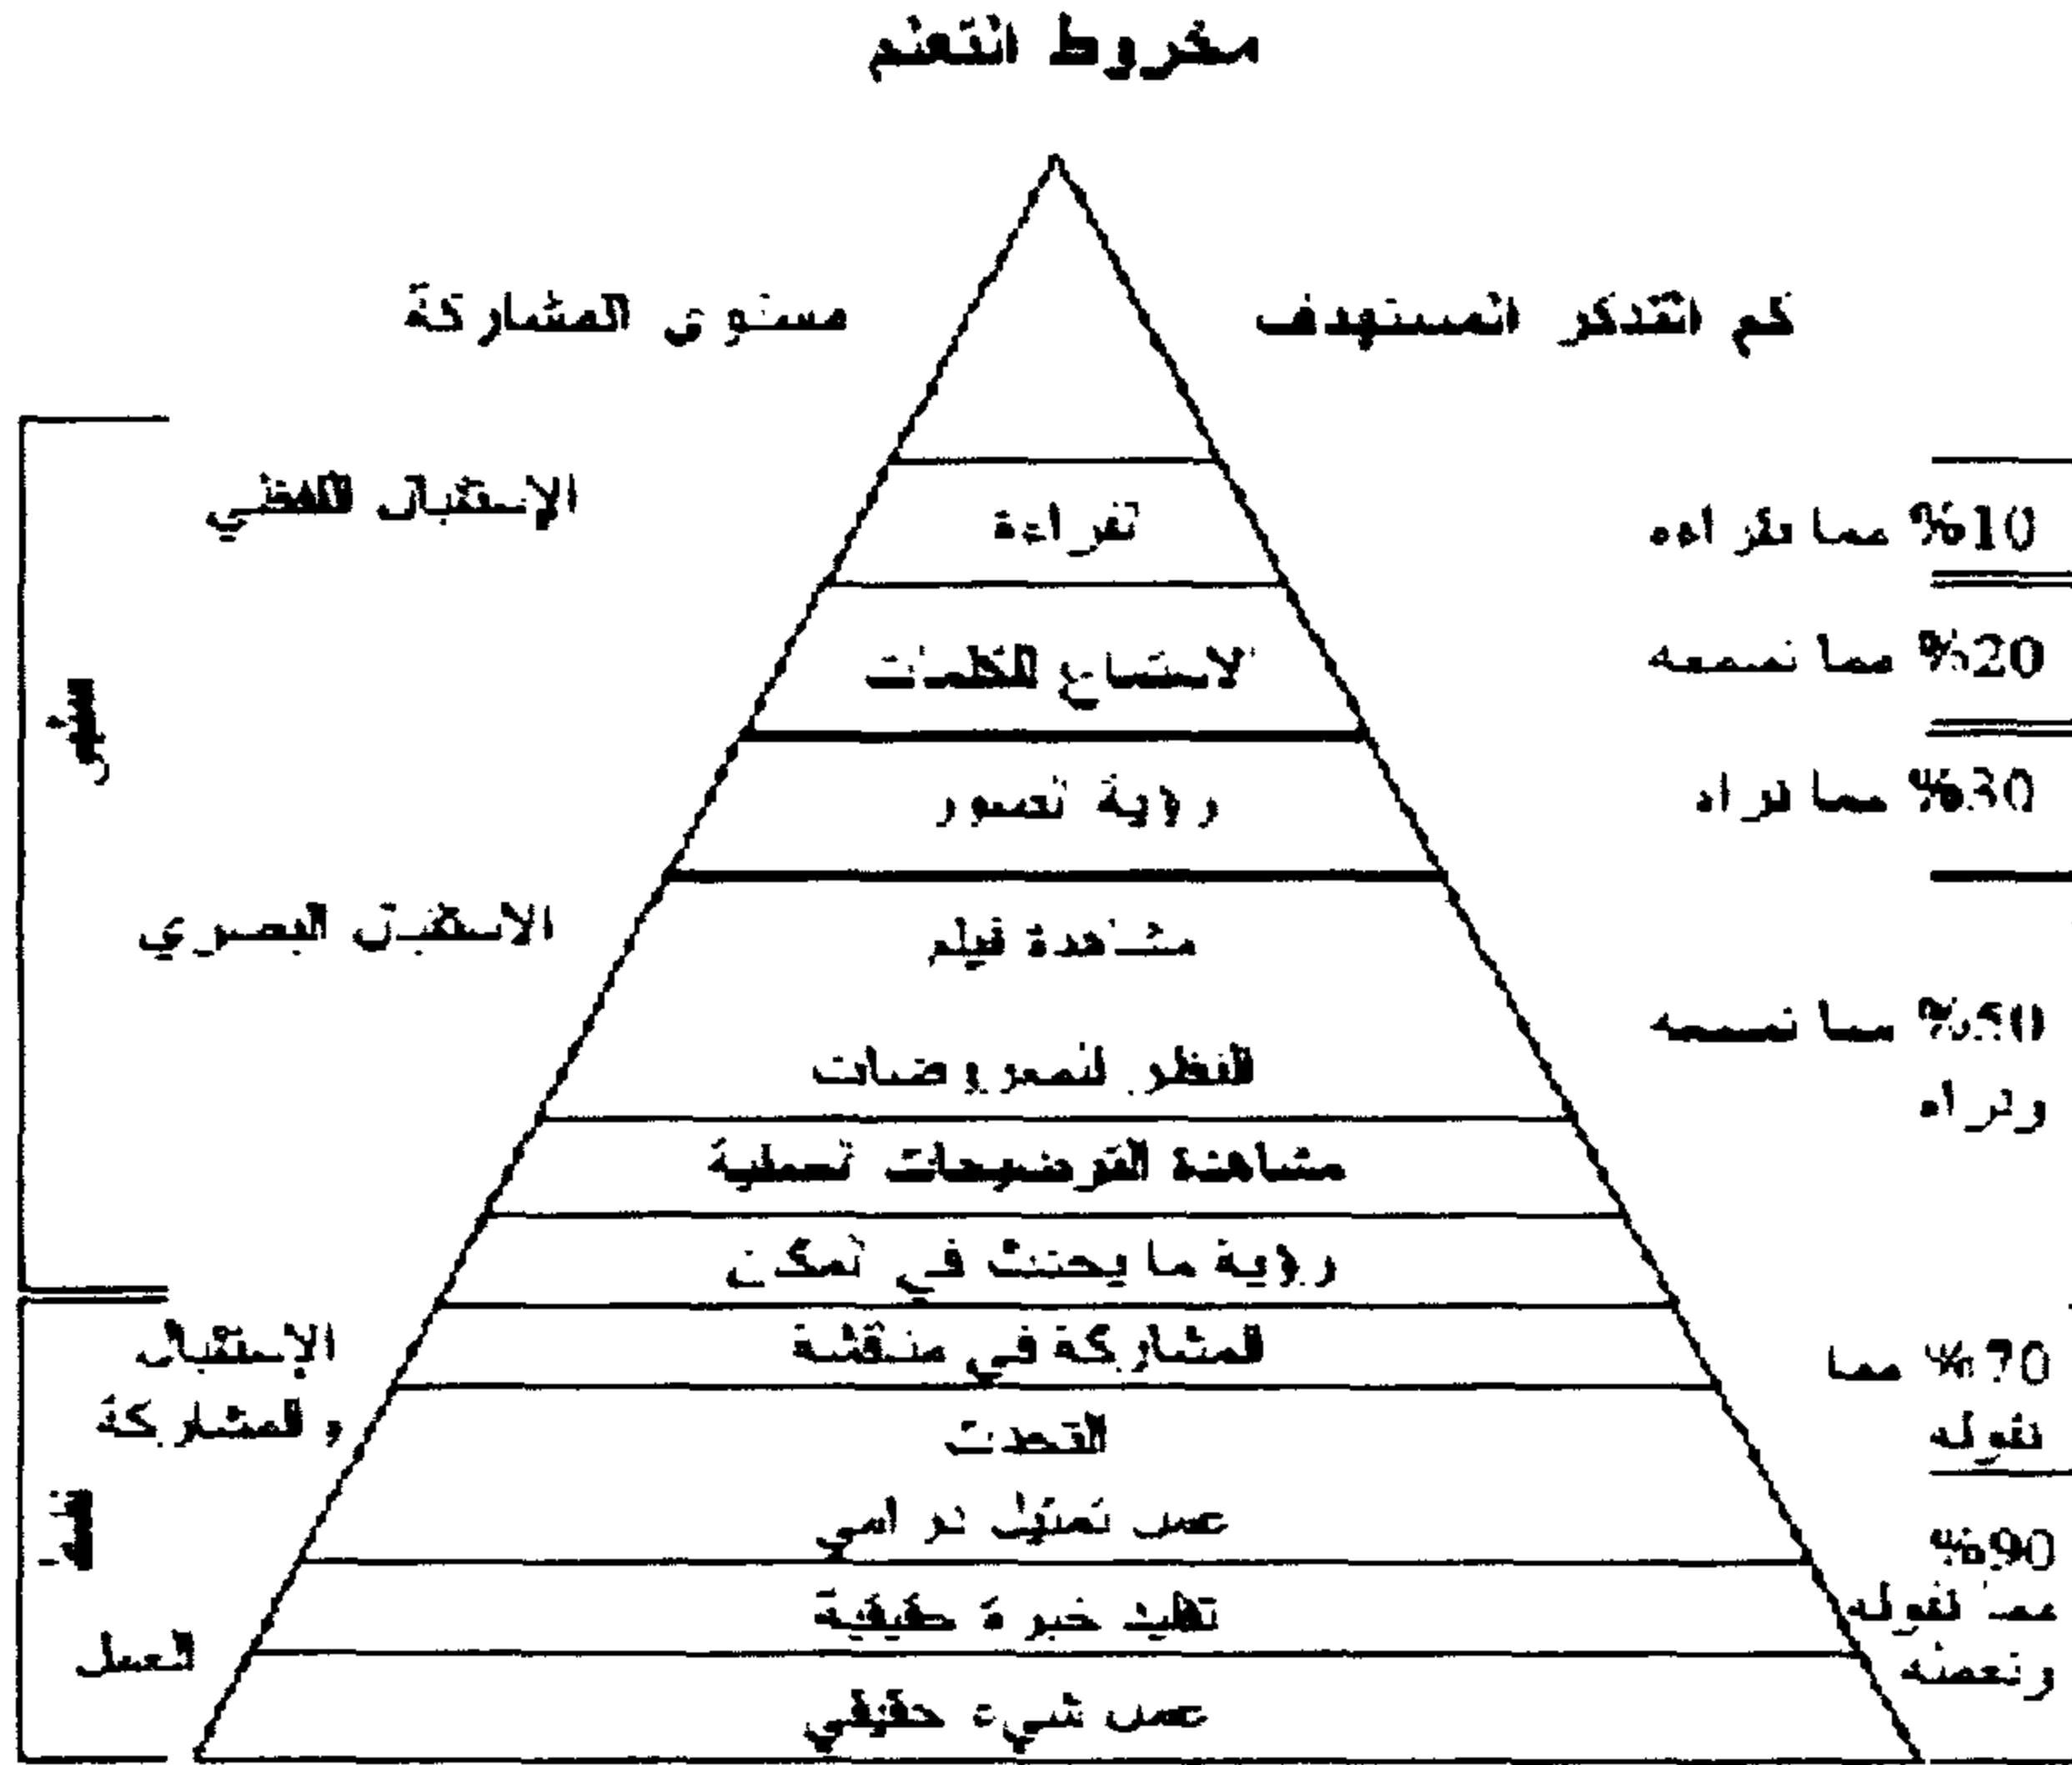 مخروط التعلم
كم التذكر المستهدف
مستوى المشاركة
%10 مما نقراءه
القراءة
الإستقبال اللفظي
%20 مما نسمعه
الاستماع للكلمات
%30 مما نراه
رؤية الصور
مشاهدة فيلم
الاستقبال البصري
%50 مما نسمعه
ونراه
النظر للمعروضات
مشاهدة التوضيحات العملية
رؤية ما يحدث في المكان
%70 مما
نقوله
المشاركة في مناقشة
الإستقبال
والمشاركة
التحدث
عمل تمثيل درامي
%90
مما نقوله
ونعمله
تقليد خبرة حقيقية
العمل
عمل شيء حقيقي